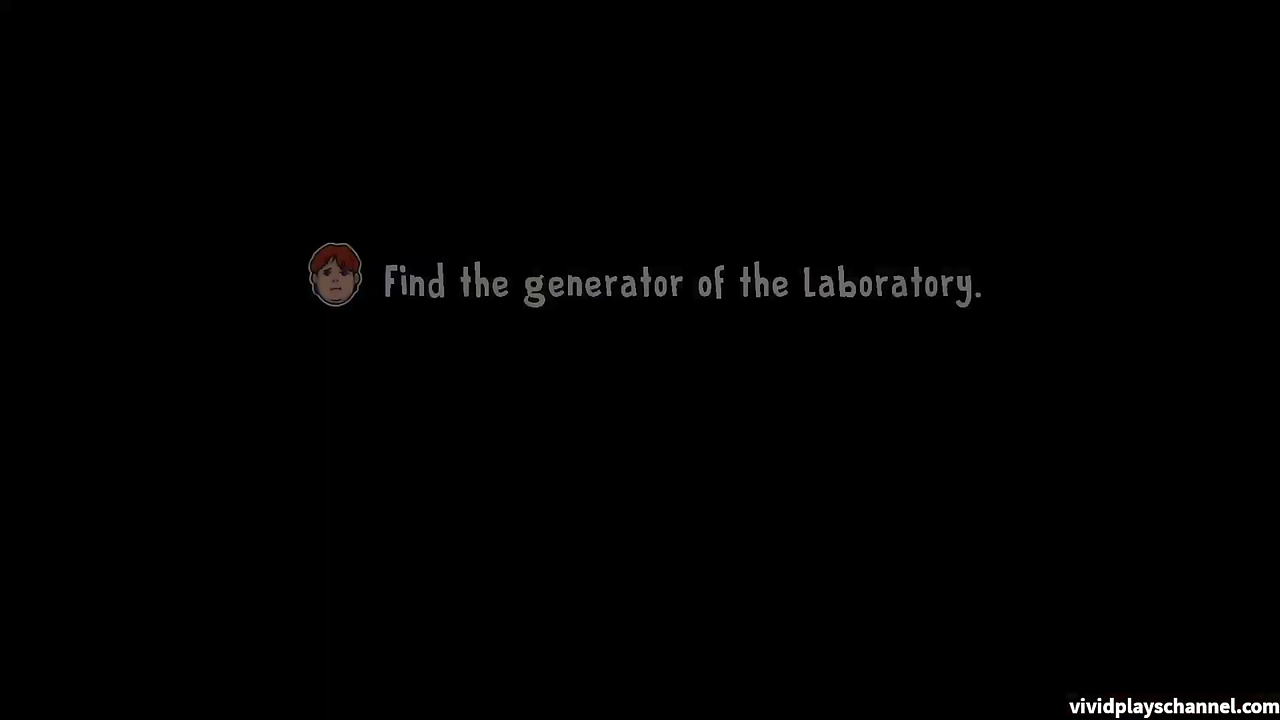 Find the generator of the Laboratory.
vividplayschannel.com